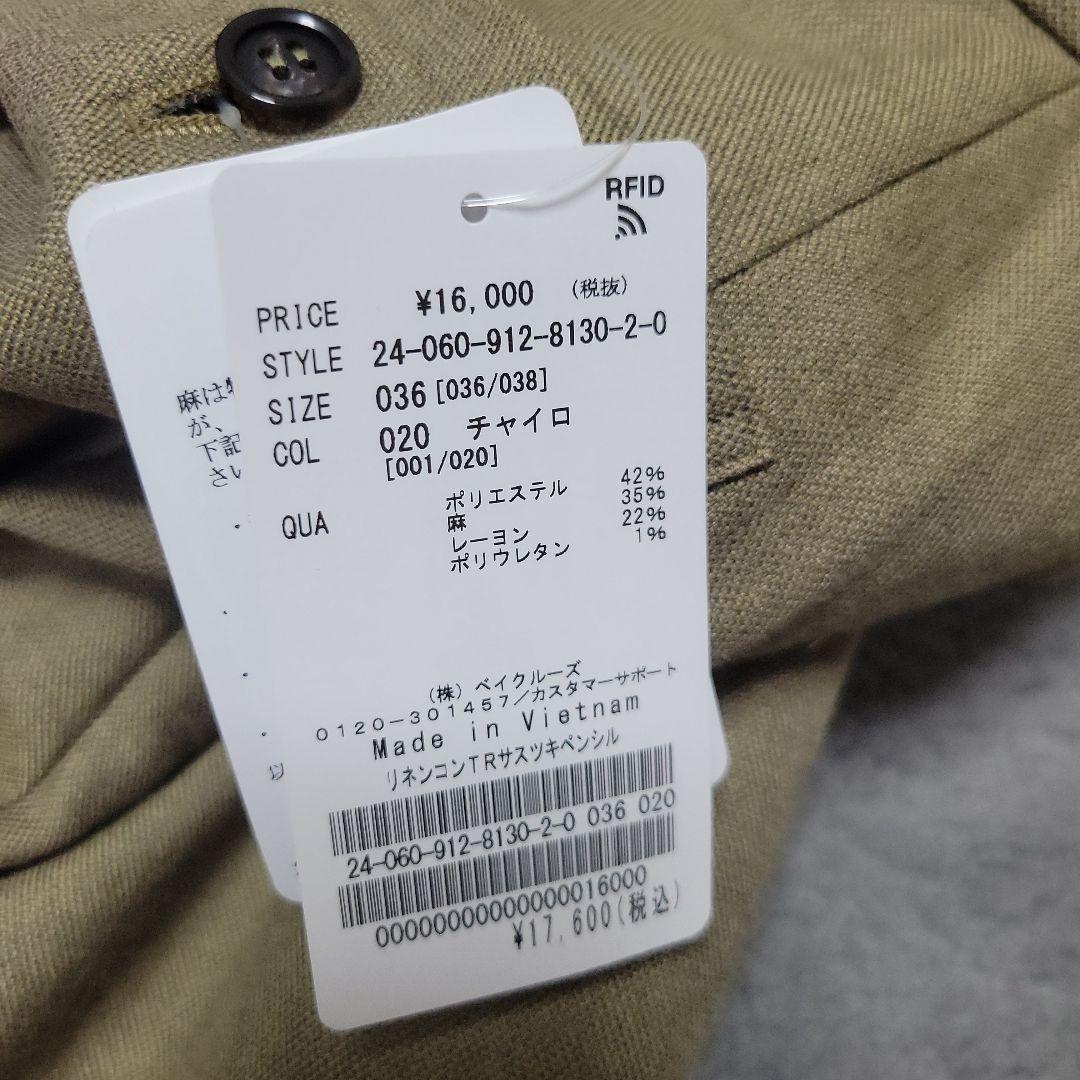 RFID
PRICE ¥16,000 (税抜)
STYLE 24-060-912-8130-2-0
SIZE 036 [036/038]
COL 020 チャイロ
[001/020]
QUA ポリエステル 42%
麻 35%
レーヨン 22%
ポリウレタン 1%
(株) ベイクルーズ
0120-301457/カスタマーサポート
Made in Vietnam
リネンコンTRサスツキペンシル
24-060-912-8130-2-0 036 020
00000000000000016000
¥17,600(税込)
麻は
が、
下記
さい
以